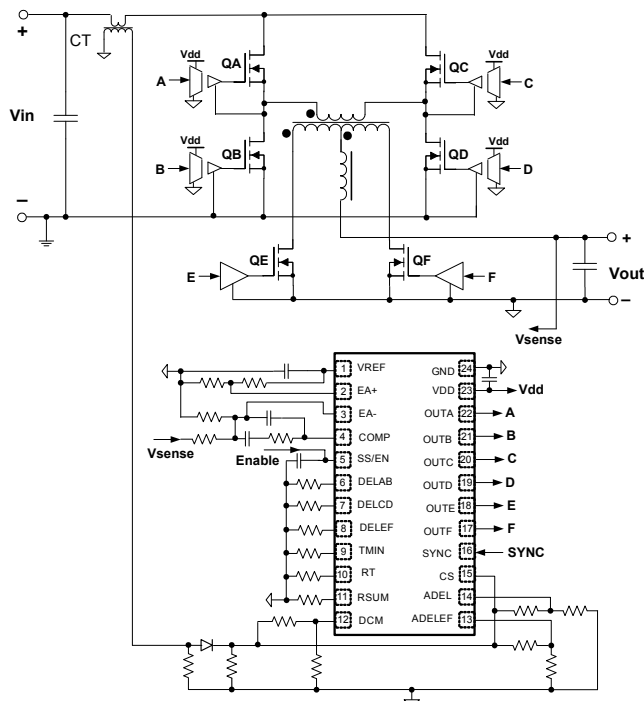 +
CT
Vin
−
Vdd
QA
A
Vdd
QC
C
Vdd
QB
B
Vdd
QD
D
QE
E
QF
F
+
Vout
−
Vsense
1 VREF
2 EA+
3 EA-
4 COMP
5 SS/EN
6 DELAB
7 DELCD
8 DELEF
9 TMIN
10 RT
11 RSUM
12 DCM
GND 24
VDD 23
OUTA 22
OUTB 21
OUTC 20
OUTD 19
OUTE 18
OUTF 17
SYNC 16
CS 15
ADEL 14
ADELEF 13
Vsense
Enable
Vdd
A
B
C
D
E
F
SYNC